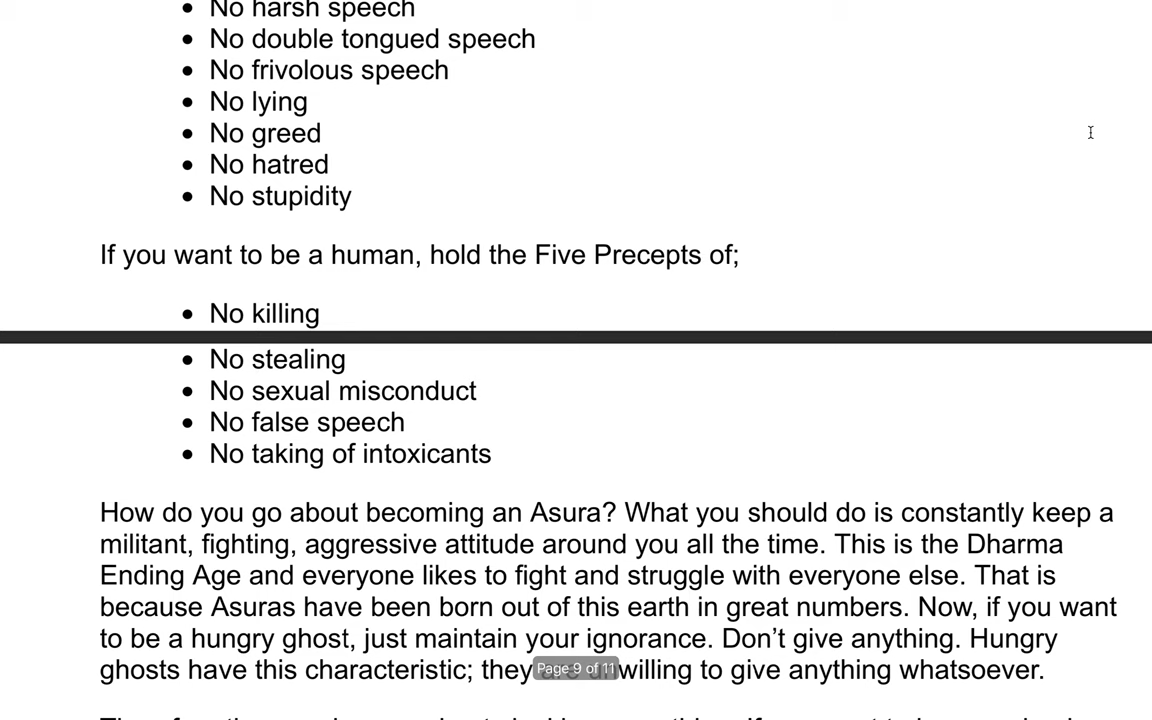 • No harsh speech
• No double tongued speech
• No frivolous speech
• No lying
• No greed
• No hatred
• No stupidity
If you want to be a human, hold the Five Precepts of;
• No killing
• No stealing
• No sexual misconduct
• No false speech
• No taking of intoxicants
How do you go about becoming an Asura? What you should do is constantly keep a
militant, fighting, aggressive attitude around you all the time. This is the Dharma
Ending Age and everyone likes to fight and struggle with everyone else. That is
because Asuras have been born out of this earth in great numbers. Now, if you want
to be a hungry ghost, just maintain your ignorance. Don’t give anything. Hungry
ghosts have this characteristic; they are unwilling to give anything whatsoever.
Page 9 of 11